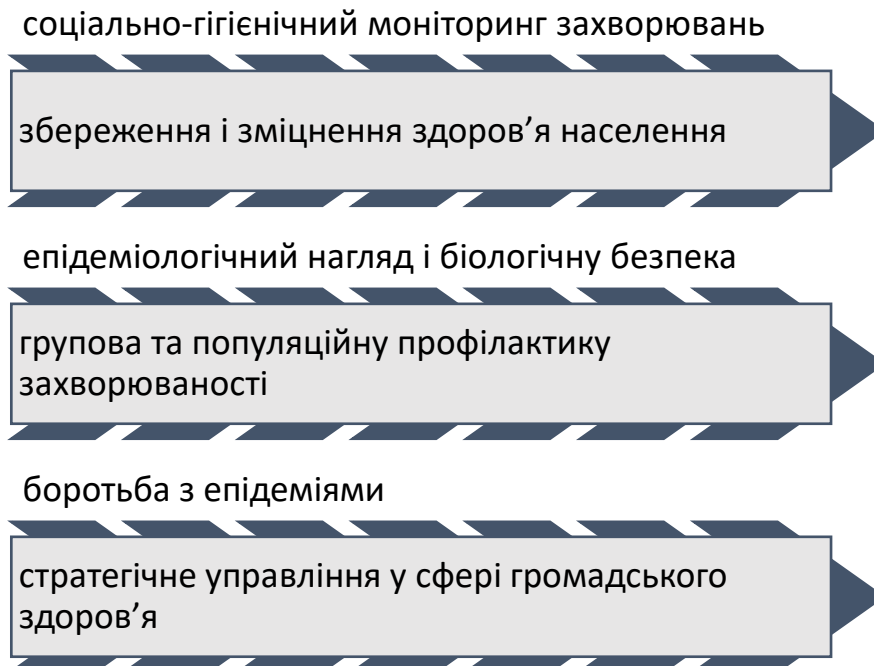 соціально-гігієнічний моніторинг захворювань
збереження і зміцнення здоров’я населення
епідеміологічний нагляд і біологічну безпека
групова та популяційну профілактику
захворюваності
боротьба з епідеміями
стратегічне управління у сфері громадського
здоров’я